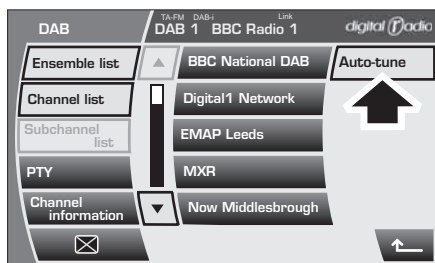 DAB
TA-FM DAB-i Link
DAB 1 BBC Radio 1
digital radio
Ensemble list
BBC National DAB
Auto-tune
Channel list
Digital1 Network
Subchannel
list
EMAP Leeds
PTY
MXR
Channel
information
Now Middlesbrough